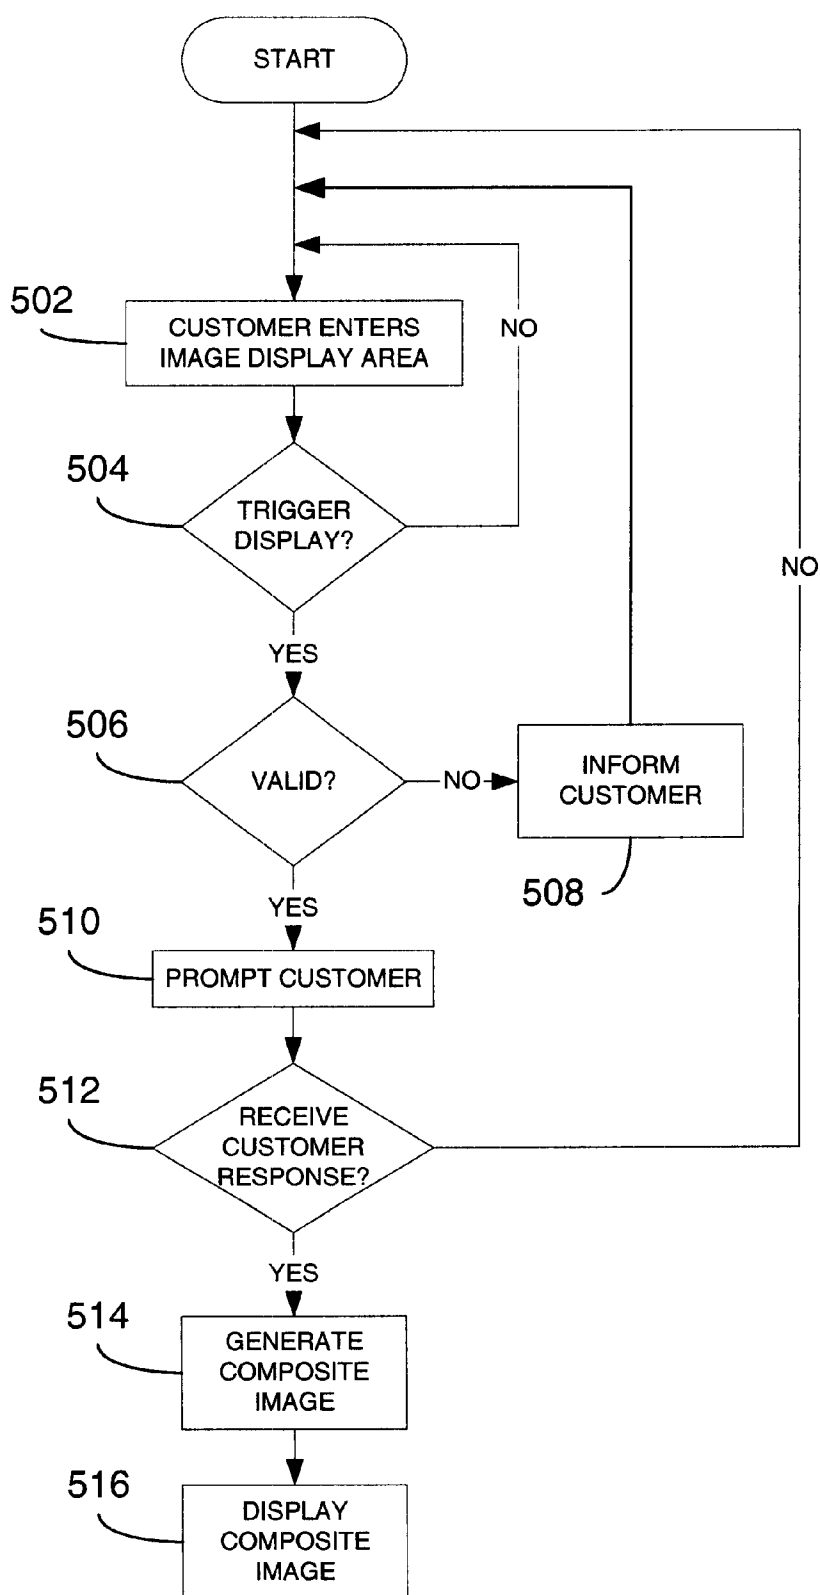 START
502
CUSTOMER ENTERS
IMAGE DISPLAY AREA
NO
504
TRIGGER
DISPLAY?
NO
YES
506
VALID?
NO
INFORM
CUSTOMER
508
YES
510
PROMPT CUSTOMER
512
RECEIVE
CUSTOMER
RESPONSE?
YES
514
GENERATE
COMPOSITE
IMAGE
516
DISPLAY
COMPOSITE
IMAGE